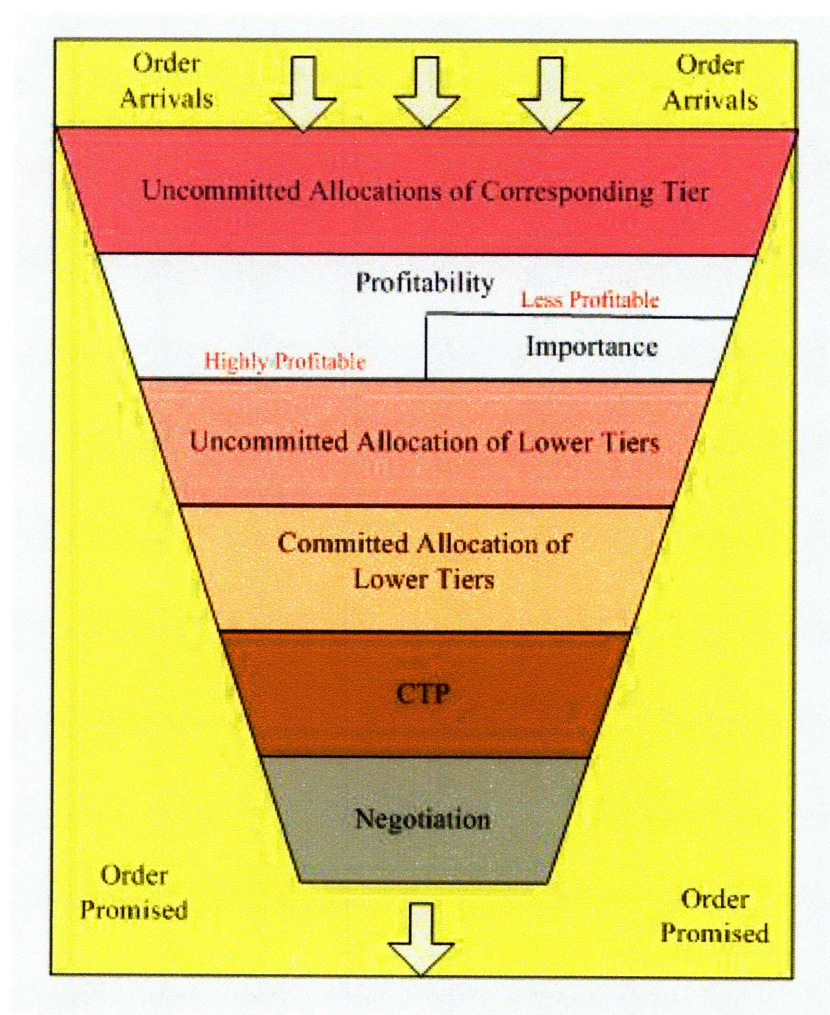 Order
Arrivals
Order
Arrivals
Uncommitted Allocations of Corresponding Tier
Profitability
Less Profitable
Importance
Highly Profitable
Uncommitted Allocation of Lower Tiers
Committed Allocation of
Lower Tiers
CTP
Negotiation
Order
Promised
Order
Promised